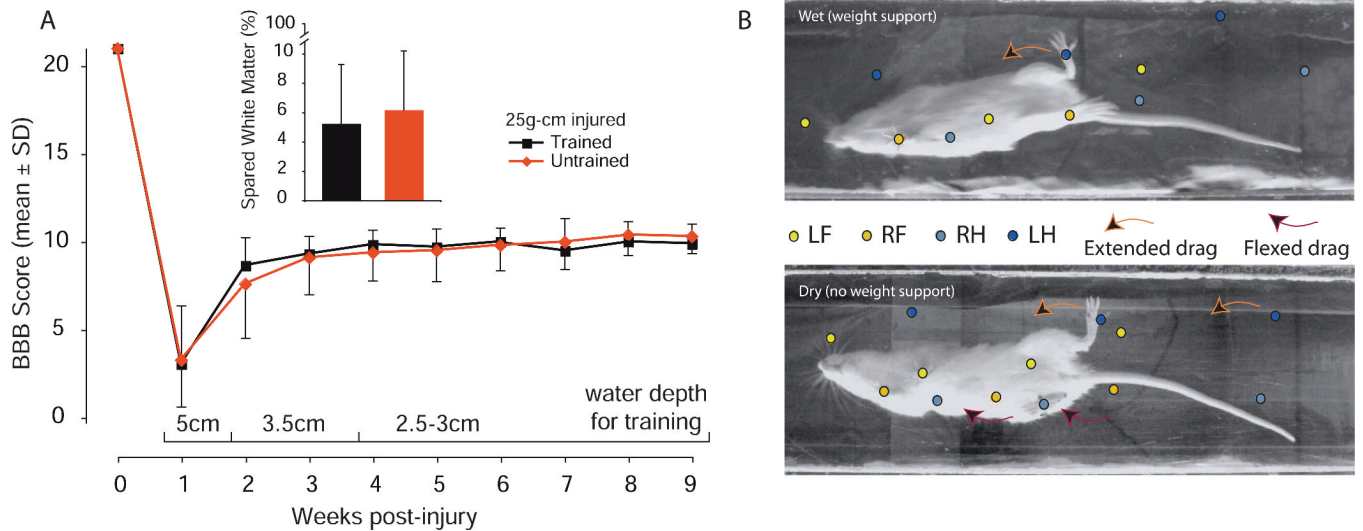 A
BBB Score (mean ± SD)
20
15
10
5
0
Spared White Matter (%)
100
10
8
6
4
2
0
25g-cm injured
Trained
Untrained
water depth
for training
5cm
3.5cm
2.5-3cm
0 1 2 3 4 5 6 7 8 9
Weeks post-injury
B
Wet (weight support)
LF RF RH LH
Extended drag
Flexed drag
Dry (no weight support)